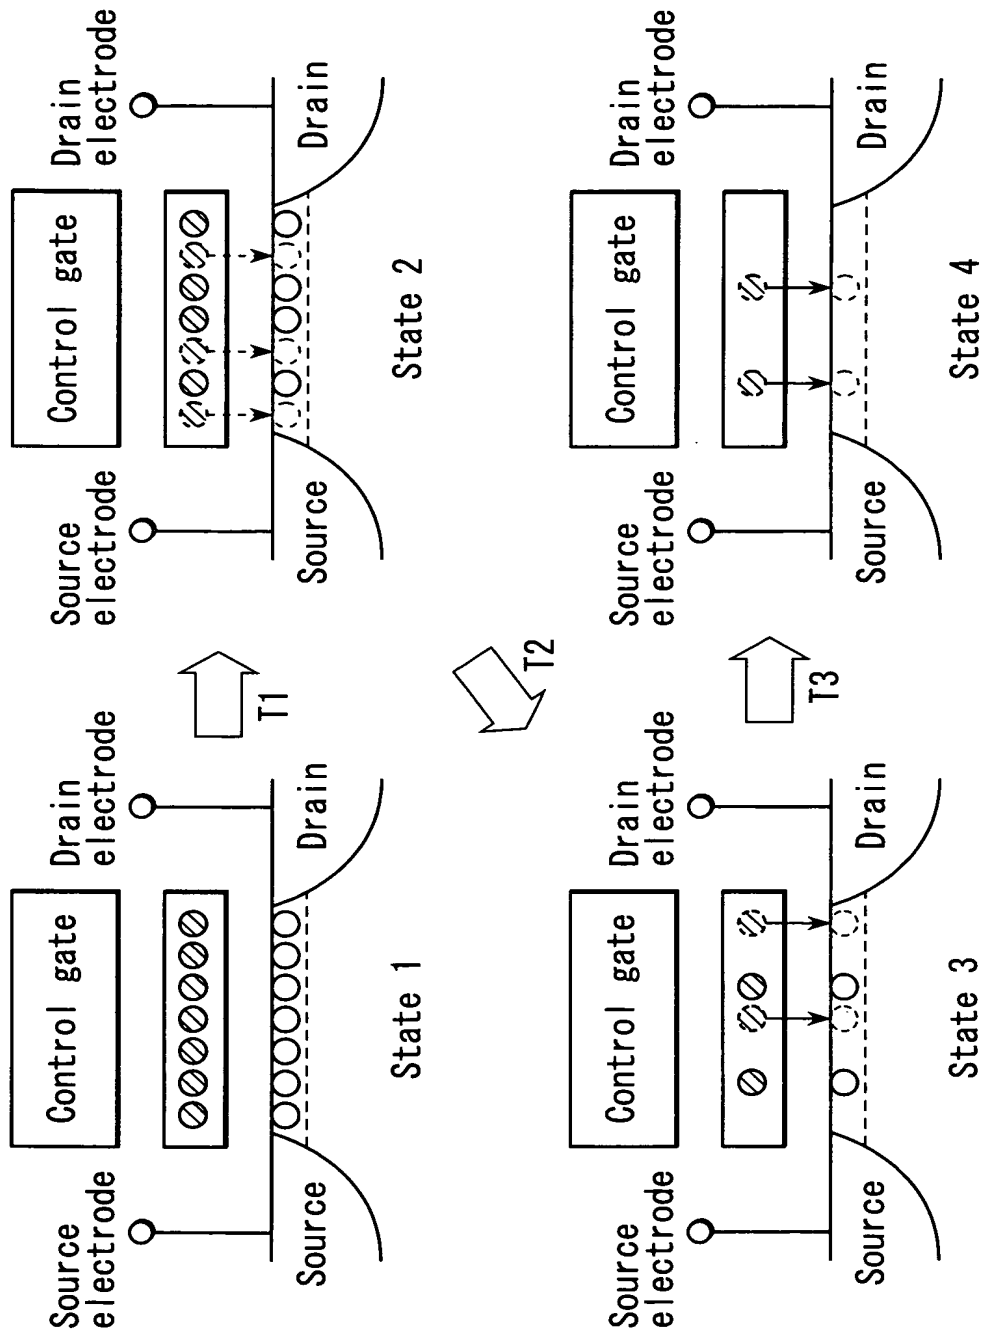 Control gate
Source
electrode
Drain
electrode
Source
Drain
State 1
T1
Control gate
Source
electrode
Drain
electrode
Source
Drain
State 2
T2
Control gate
Source
electrode
Drain
electrode
Source
Drain
State 3
T3
Control gate
Source
electrode
Drain
electrode
Source
Drain
State 4